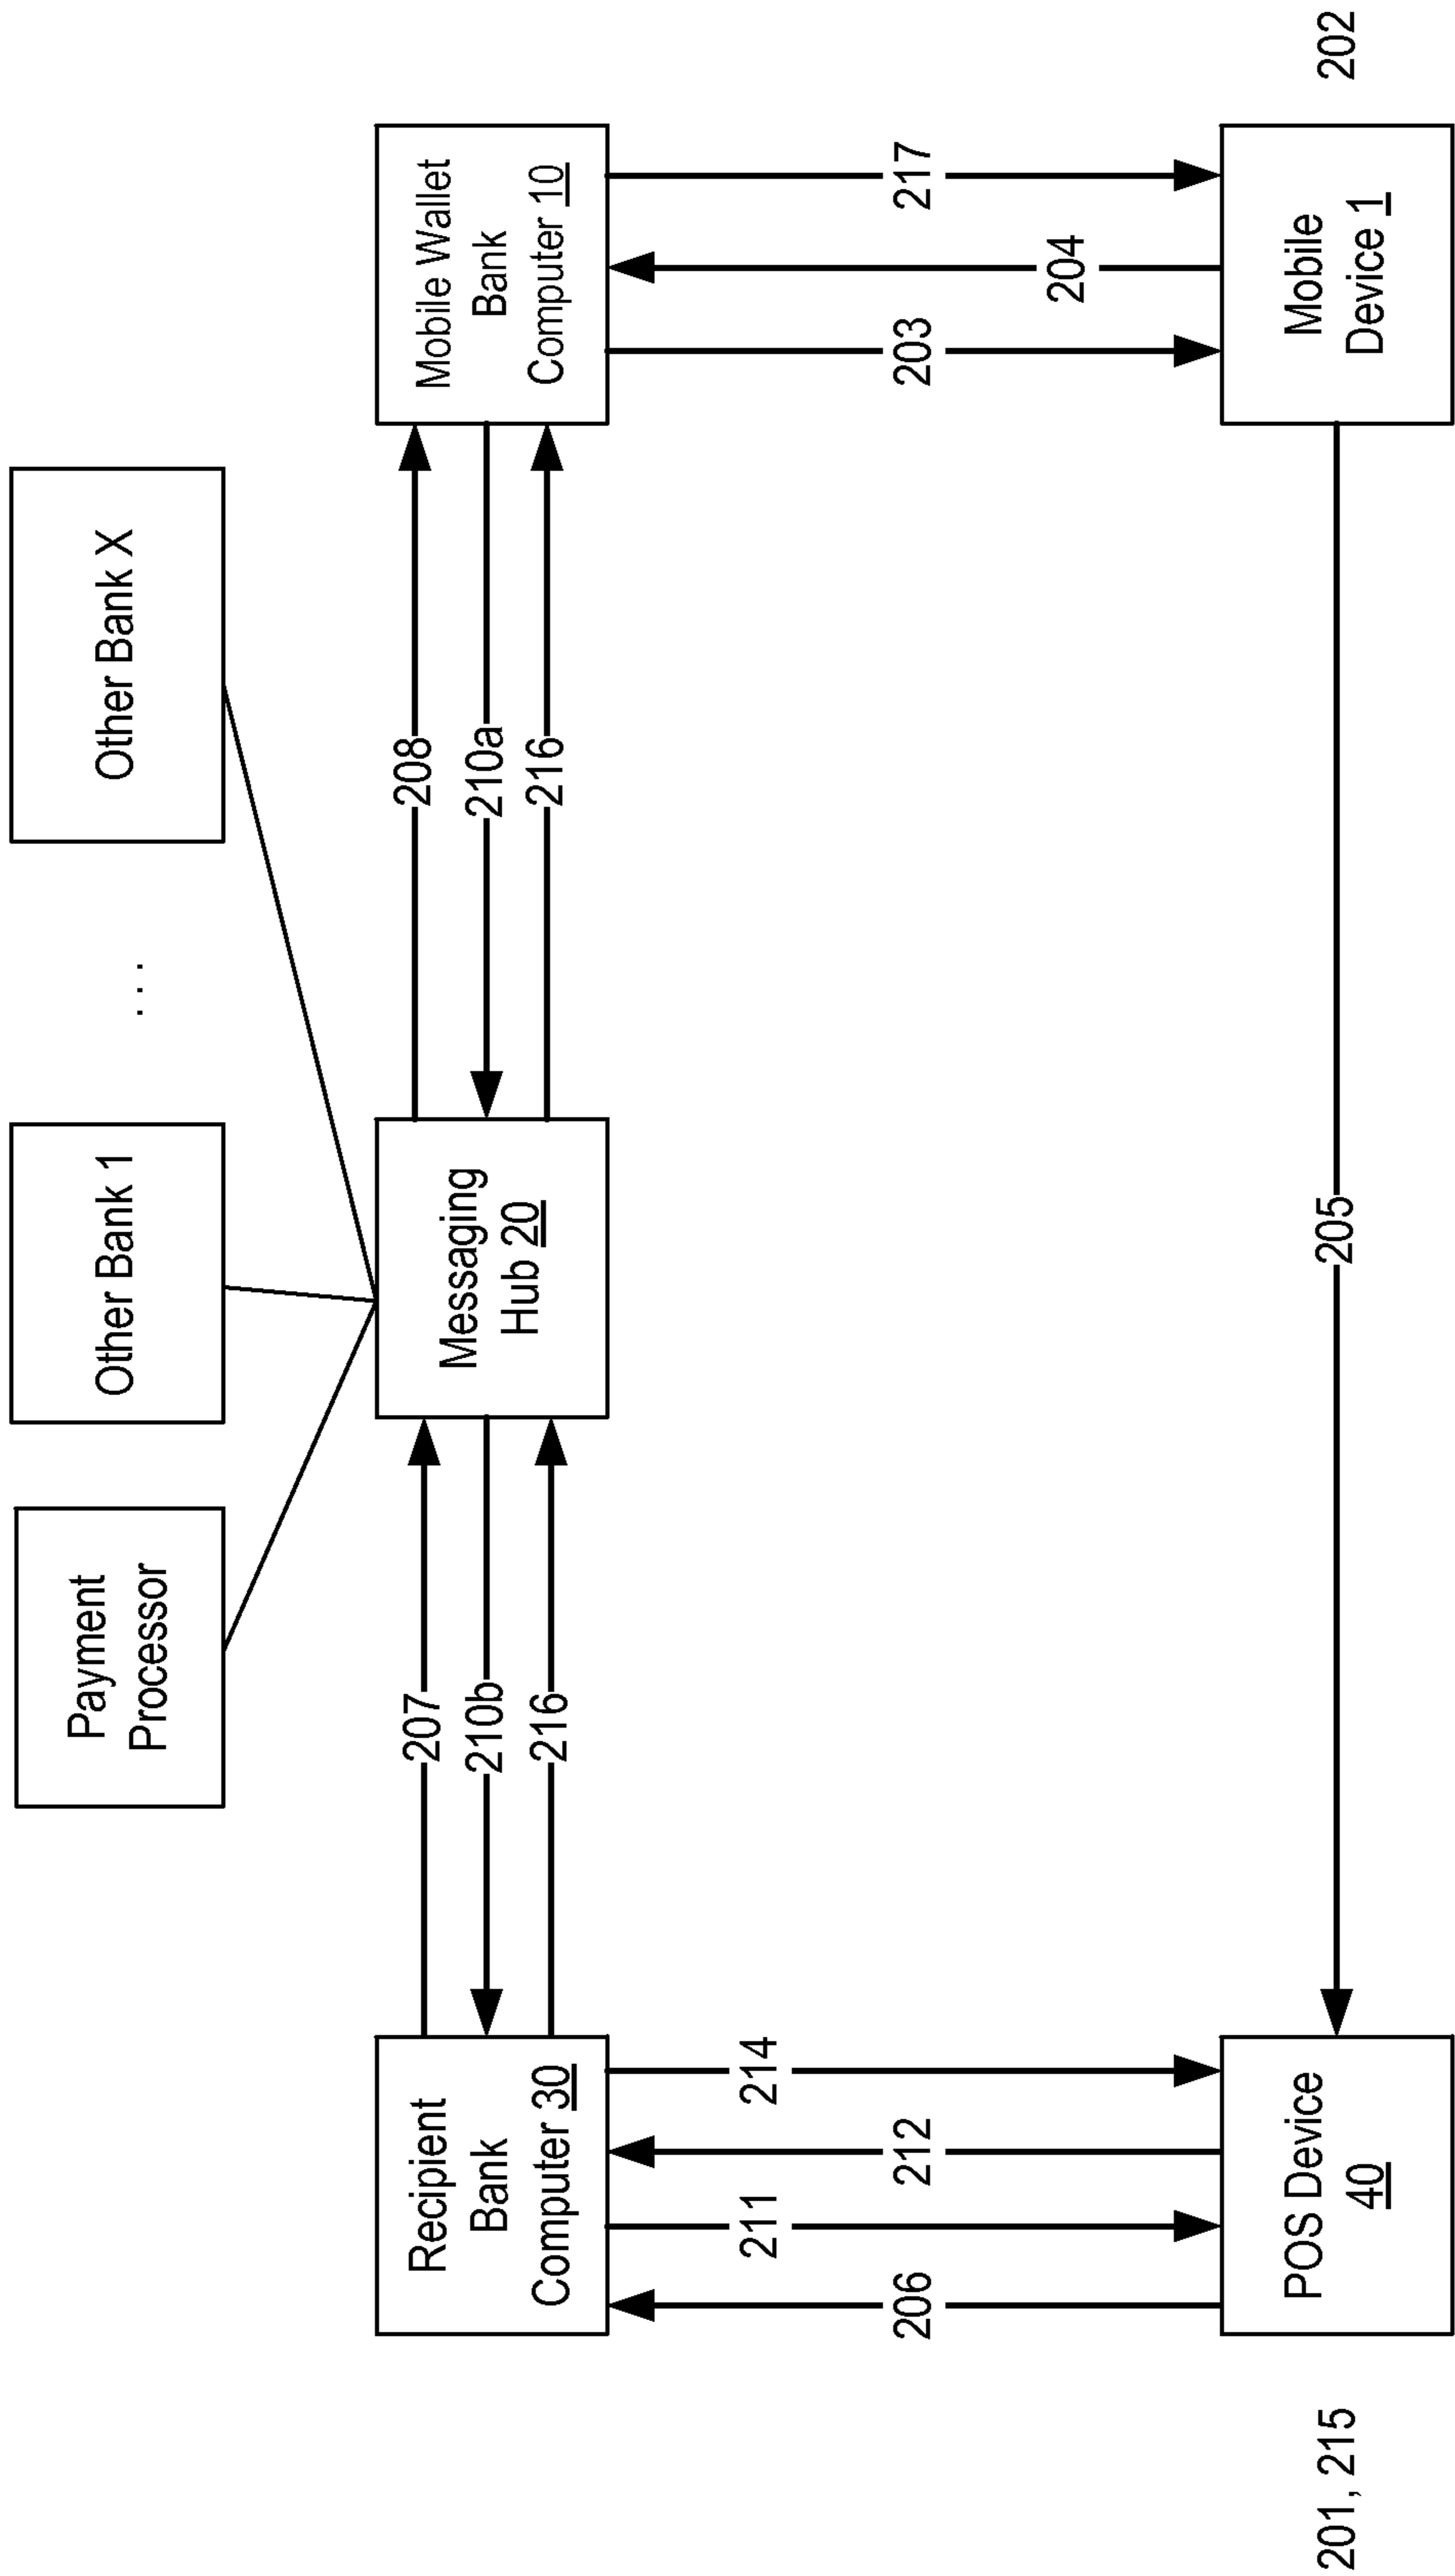 Payment
Processor
Other Bank 1
. . .
Other Bank X
Recipient
Bank
Computer 30
207
210b
216
Messaging
Hub 20
208
210a
216
Mobile Wallet
Bank
Computer 10
206
211
212
214
203
204
217
201, 215
POS Device
40
205
Mobile
Device 1
202